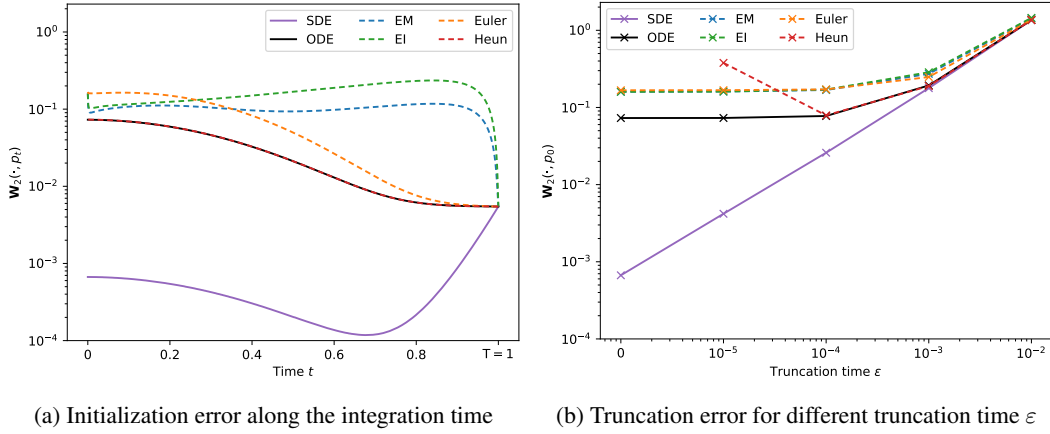 SDE EM Euler
ODE EI Heun
10^0
10^{-1}
10^{-2}
10^{-3}
10^{-4}
W_2(·, p_t)
0 0.2 0.4 0.6 0.8 T = 1
Time t
(a) Initialization error along the integration time
SDE EM Euler
ODE EI Heun
10^0
10^{-1}
10^{-2}
10^{-3}
10^{-4}
W_2(·, p_0)
0 10^{-5} 10^{-4} 10^{-3} 10^{-2}
Truncation time ε
(b) Truncation error for different truncation time ε